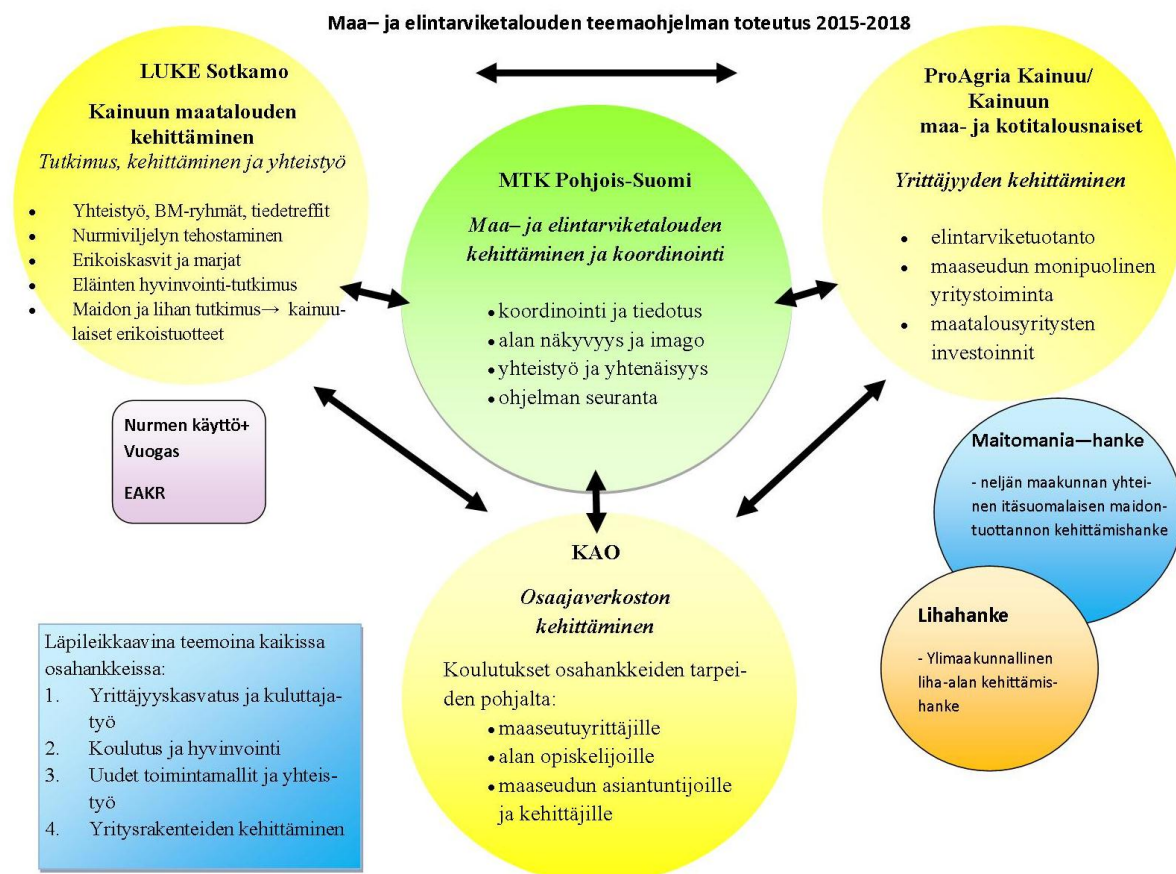 Maa– ja elintarviketalouden teemaohjelman toteutus 2015-2018
LUKE Sotkamo
Kainuun maatalouden
kehittäminen
Tutkimus, kehittäminen ja yhteistyö
• Yhteistyö, BM-ryhmät, tiedetreffit
• Nurmiviljelyn tehostaminen
• Erikoiskasvit ja marjat
• Eläinten hyvinvointi-tutkimus
• Maidon ja lihan tutkimus→ kainuu-
laiset erikoistuotteet
MTK Pohjois-Suomi
Maa– ja elintarviketalouden
kehittäminen ja koordinointi
• koordinointi ja tiedotus
• alan näkyvyys ja imago
• yhteistyö ja yhtenäisyys
• ohjelman seuranta
ProAgria Kainuu/
Kainuun
maa- ja kotitalousnaiset
Yrittäjyyden kehittäminen
• elintarviketuotanto
• maaseudun monipuolinen
yritystoiminta
• maatalousyritysten
investoinnit
Nurmen käyttö+
Vuogas
EAKR
Maitomania—hanke
- neljän maakunnan yhtei-
nen itäsuomalaisen maidon-
tuottannon kehittämishanke
KAO
Osaajaverkoston
kehittäminen
Koulutukset osahankkeiden tarpei-
den pohjalta:
• maaseutuyrittäjille
• alan opiskelijoille
• maaseudun asiantuntijoille
ja kehittäjille
Lihahanke
- Ylimaakunnallinen
liha-alan kehittämis-
hanke
Läpileikkaavina teemoina kaikissa
osahankkeissa:
1. Yrittäjyyskasvatus ja kuluttaja-
työ
2. Koulutus ja hyvinvointi
3. Uudet toimintamallit ja yhteis-
työ
4. Yritysrakenteiden kehittäminen